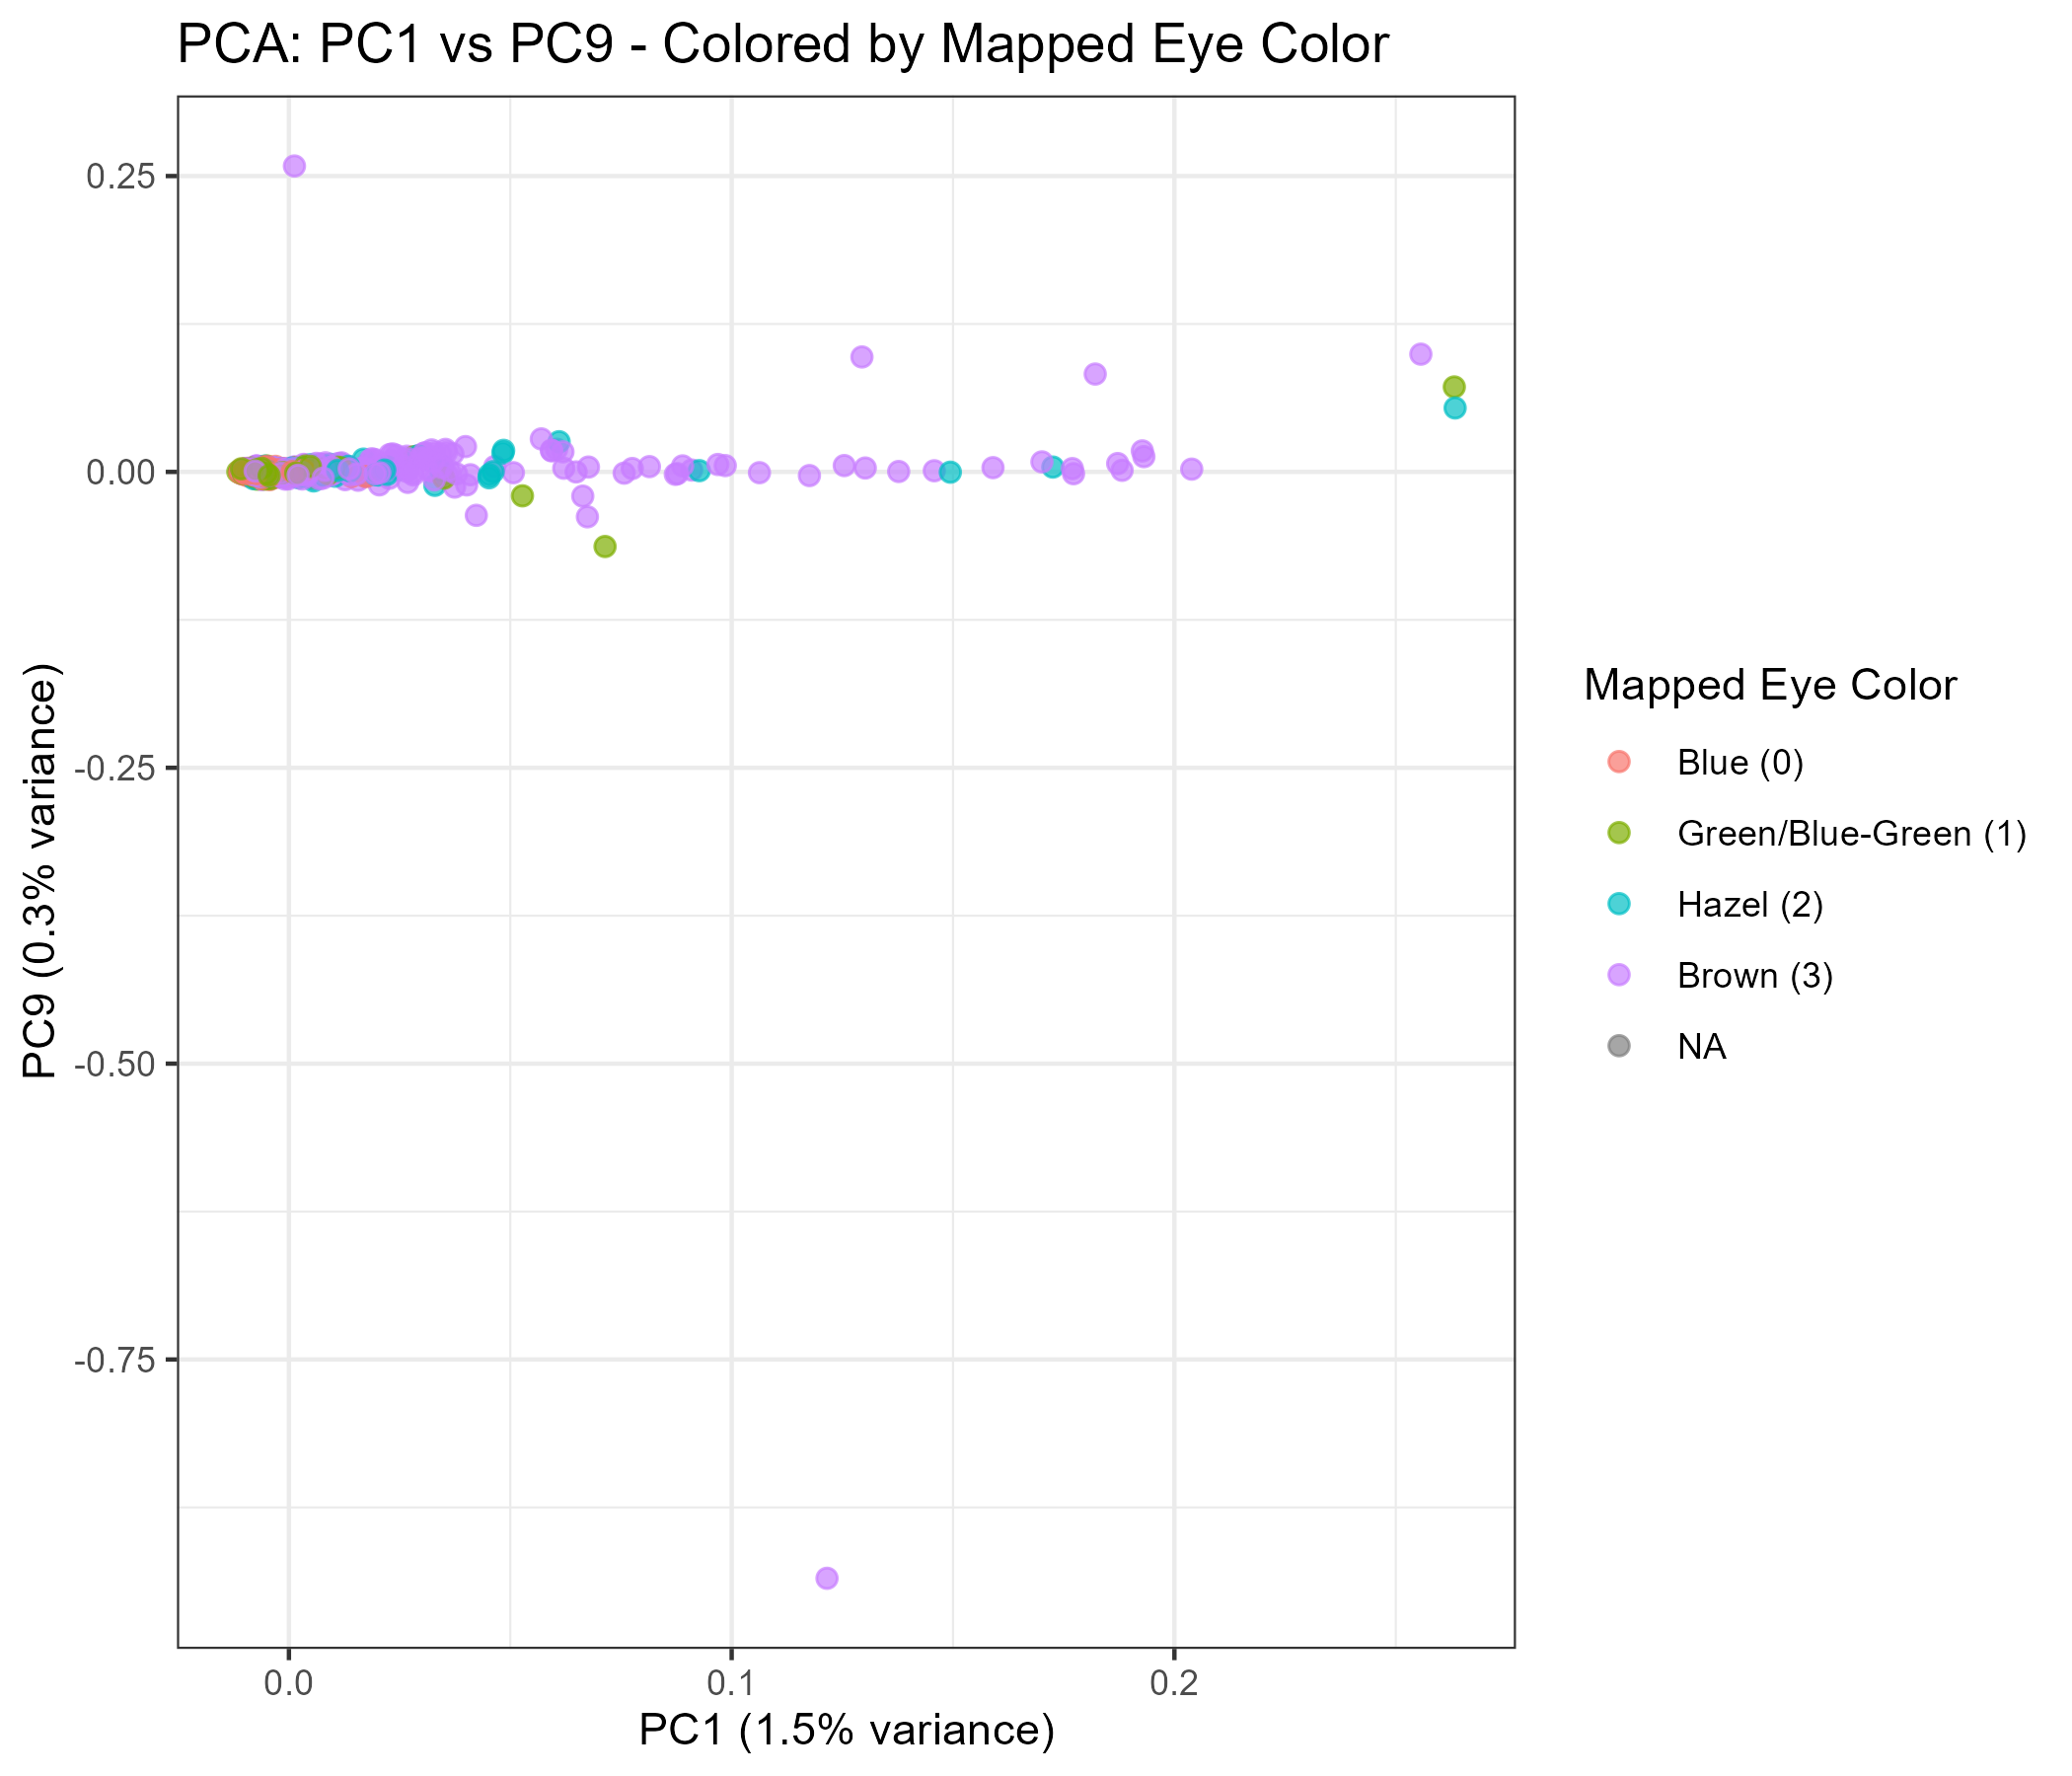 PCA: PC1 vs PC9 - Colored by Mapped Eye Color
0.25
0.00
-0.25
-0.50
-0.75
PC9 (0.3% variance)
0.0
0.1
0.2
PC1 (1.5% variance)
Mapped Eye Color
Blue (0)
Green/Blue-Green (1)
Hazel (2)
Brown (3)
NA